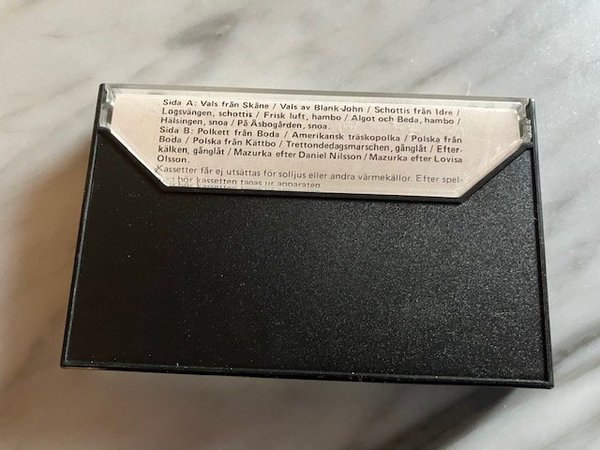 Sida A: Vals från Skåne / Vals av Blank-John / Schottis från Idre /
Logsvängen, schottis / Frisk luft, hambo / Algot och Beda, hambo /
Hälsingen, snoa / På Åsbogården, snoa.
Sida B: Polkett från Boda / Amerikansk träskopolka / Polska från
Boda / Polska från Kättbo / Trettondedagsmarschen, gånglåt / Efter-
kälken, gånglåt / Mazurka efter Daniel Nilsson / Mazurka efter Lovisa
Olsson.
Kassetter får ej utsättas för solljus eller andra värmekällor. Efter spel-
bör kassetten tagas ur apparaten